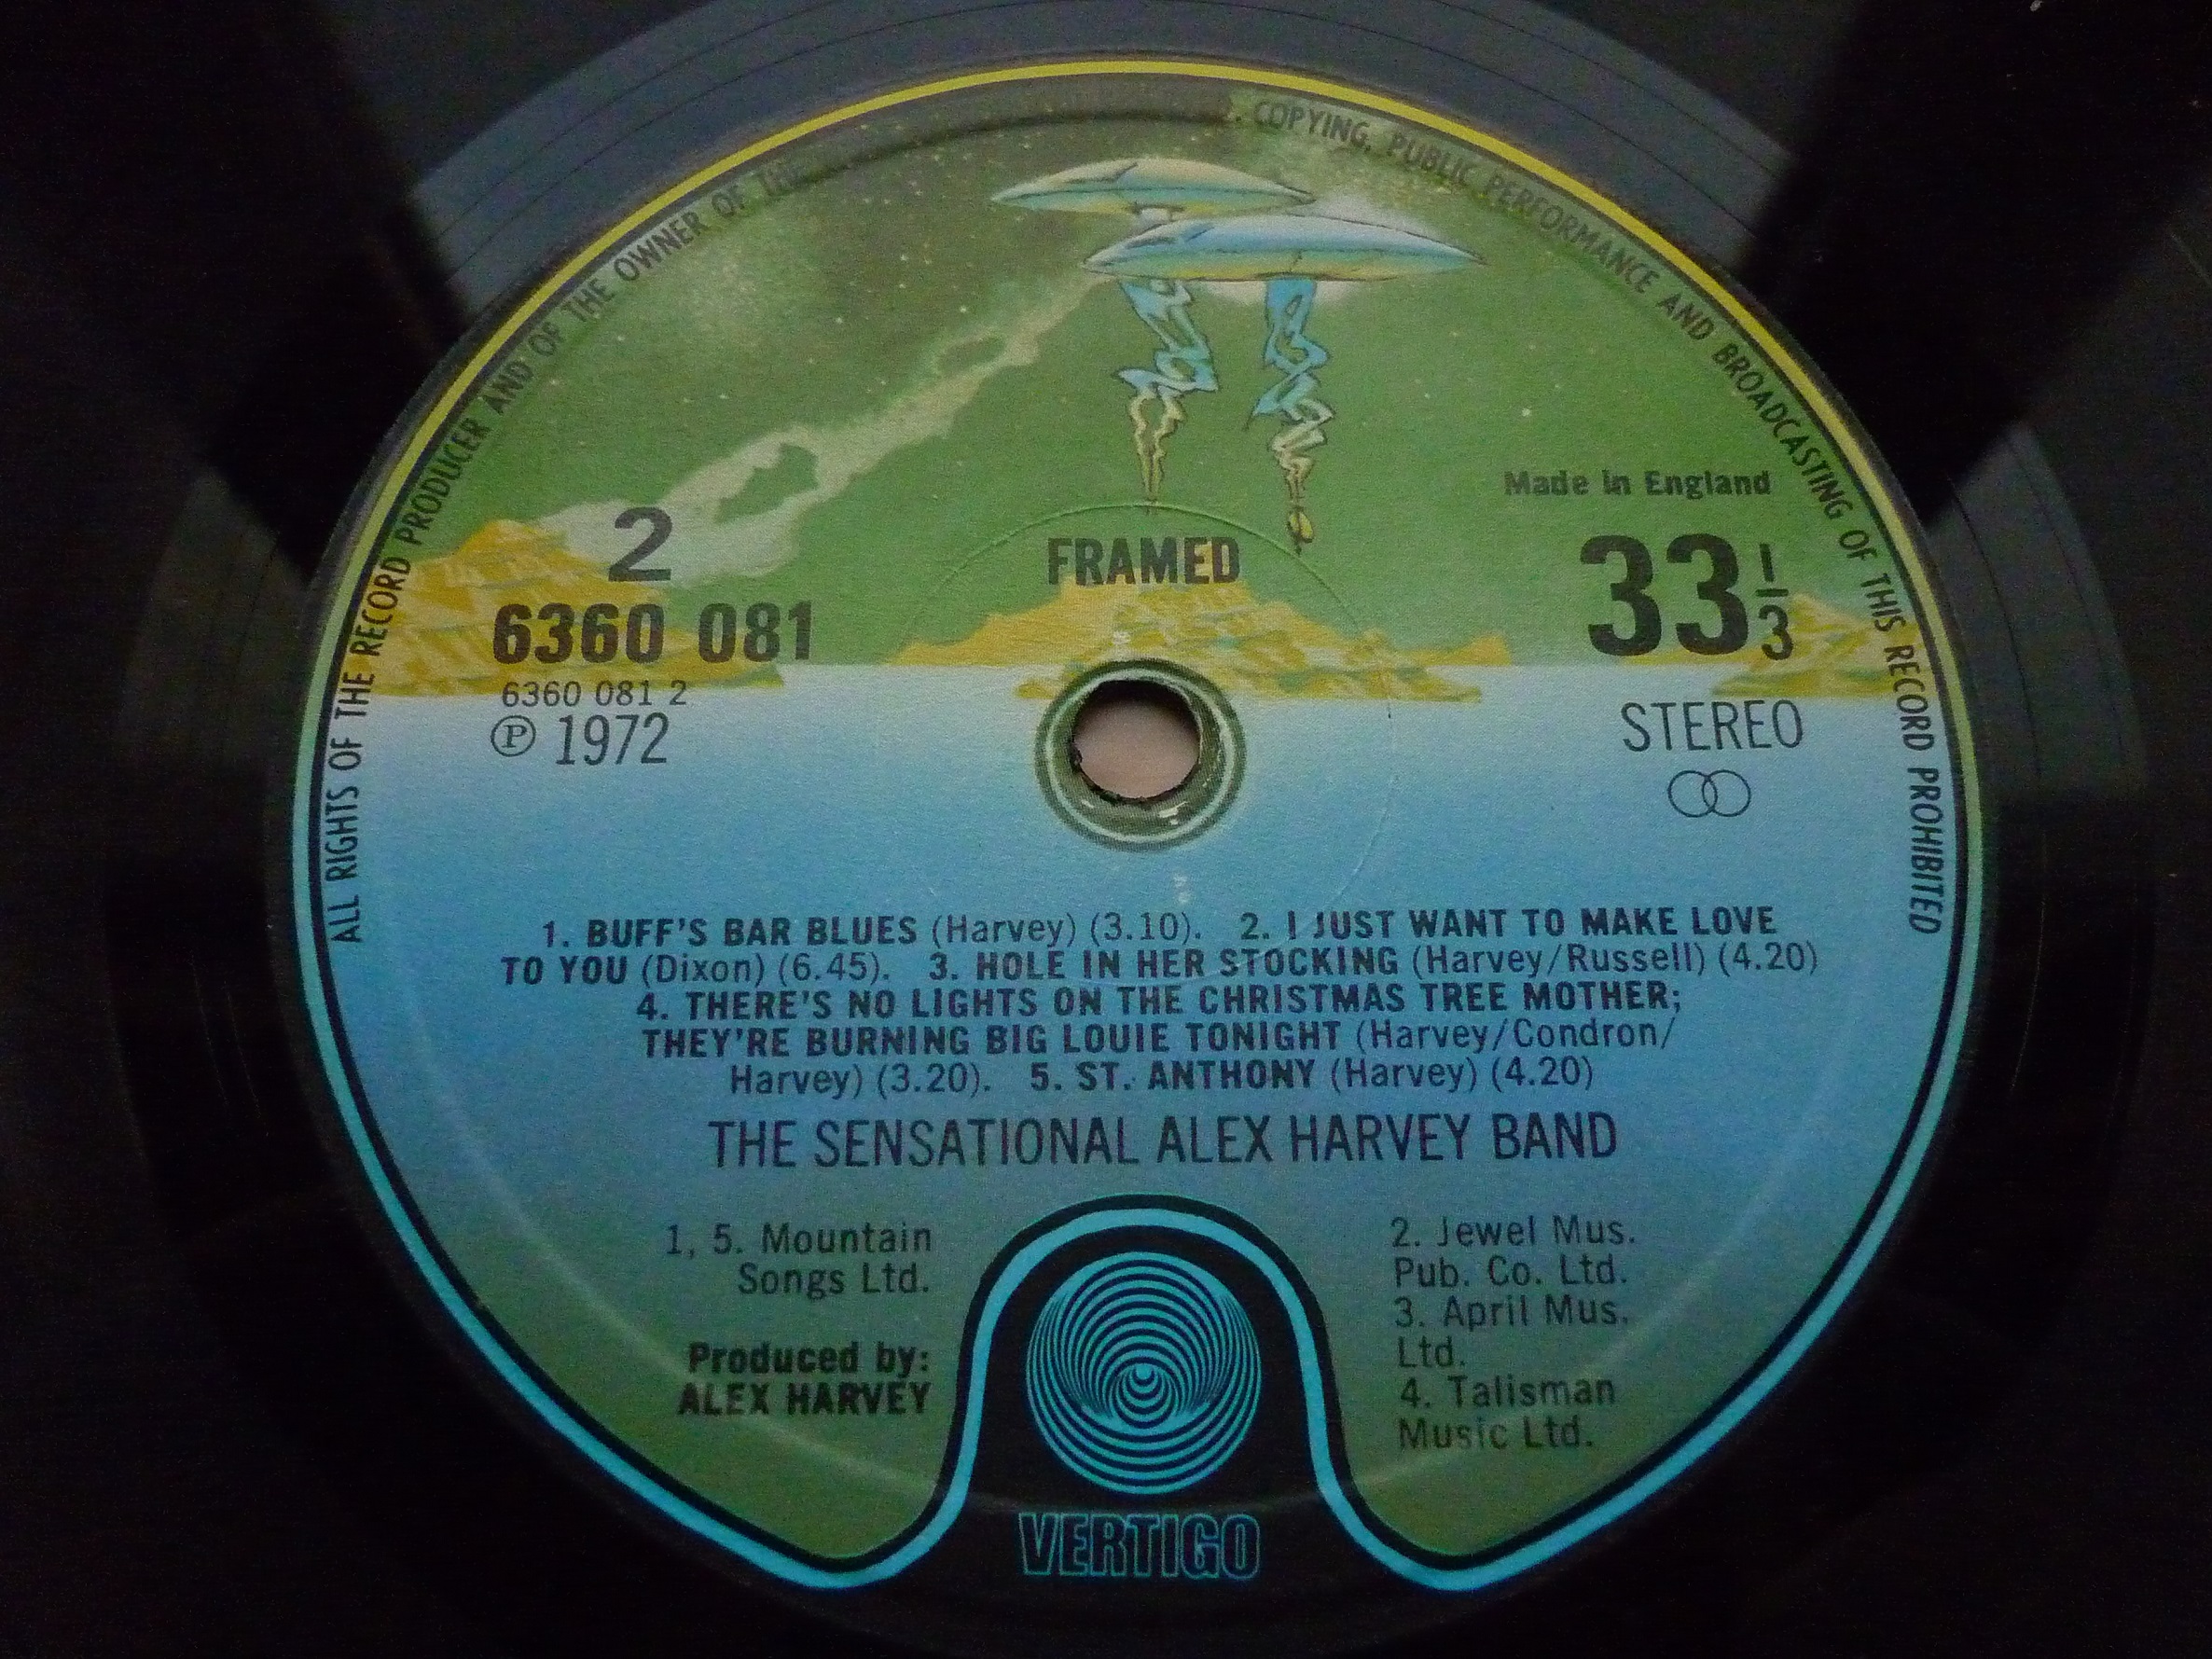 ALL RIGHTS OF THE RECORD PRODUCER AND OF THE OWNER OF THE
. COPYING, PUBLIC PERFORMANCE AND BROADCASTING OF THIS RECORD PROHIBITED
Made in England
2
FRAMED
33 1/3
6360 081
6360 081 2
℗ 1972
STEREO
1. BUFF'S BAR BLUES (Harvey) (3.10). 2. I JUST WANT TO MAKE LOVE
TO YOU (Dixon) (6.45). 3. HOLE IN HER STOCKING (Harvey/Russell) (4.20)
4. THERE'S NO LIGHTS ON THE CHRISTMAS TREE MOTHER;
THEY'RE BURNING BIG LOUIE TONIGHT (Harvey/Condron/
Harvey) (3.20). 5. ST. ANTHONY (Harvey) (4.20)
THE SENSATIONAL ALEX HARVEY BAND
1, 5. Mountain
Songs Ltd.
Produced by:
ALEX HARVEY
2. Jewel Mus.
Pub. Co. Ltd.
3. April Mus.
Ltd.
4. Talisman
Music Ltd.
VERTIGO